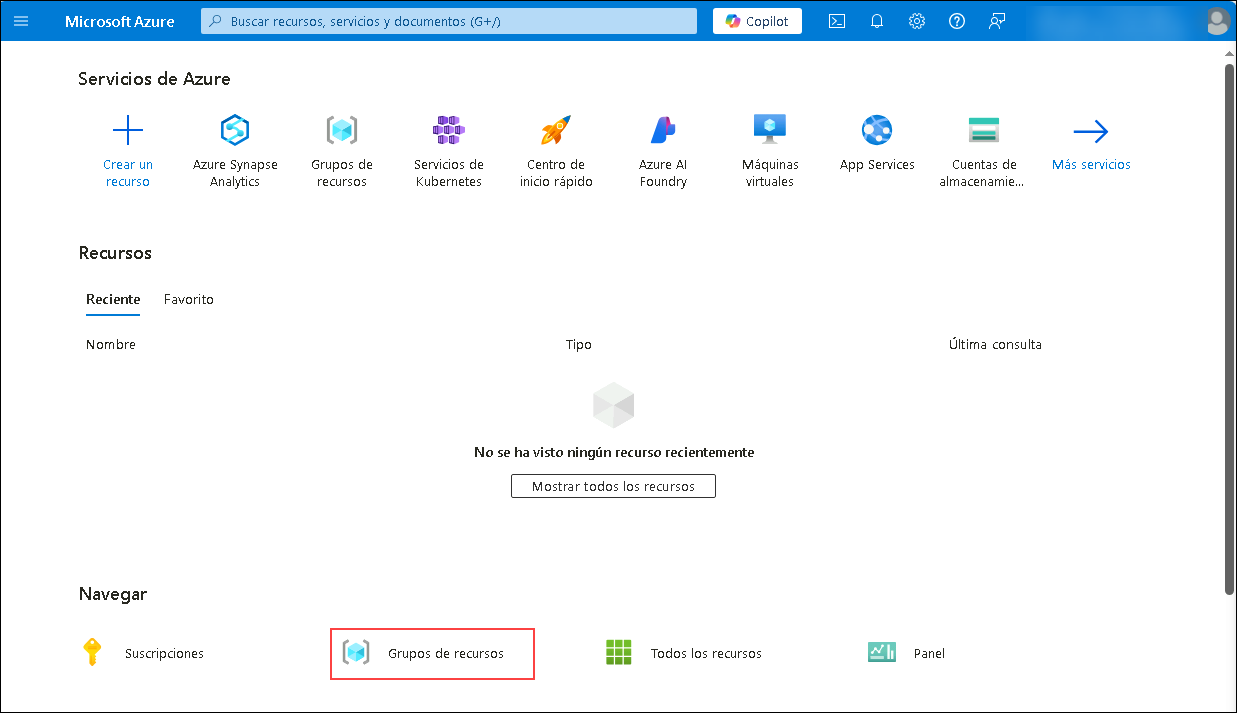 Microsoft Azure
Buscar recursos, servicios y documentos (G+/)
Copilot
Servicios de Azure
Crear un
recurso
Azure Synapse
Analytics
Grupos de
recursos
Servicios de
Kubernetes
Centro de
inicio rápido
Azure AI
Foundry
Máquinas
virtuales
App Services
Cuentas de
almacenamie...
Más servicios
Recursos
Reciente
Favorito
Nombre
Tipo
Última consulta
No se ha visto ningún recurso recientemente
Mostrar todos los recursos
Navegar
Suscripciones
Grupos de recursos
Todos los recursos
Panel